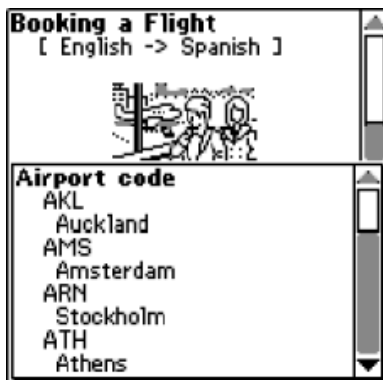 Booking a Flight
[ English -> Spanish ]
Airport code
AKL
Auckland
AMS
Amsterdam
ARN
Stockholm
ATH
Athens